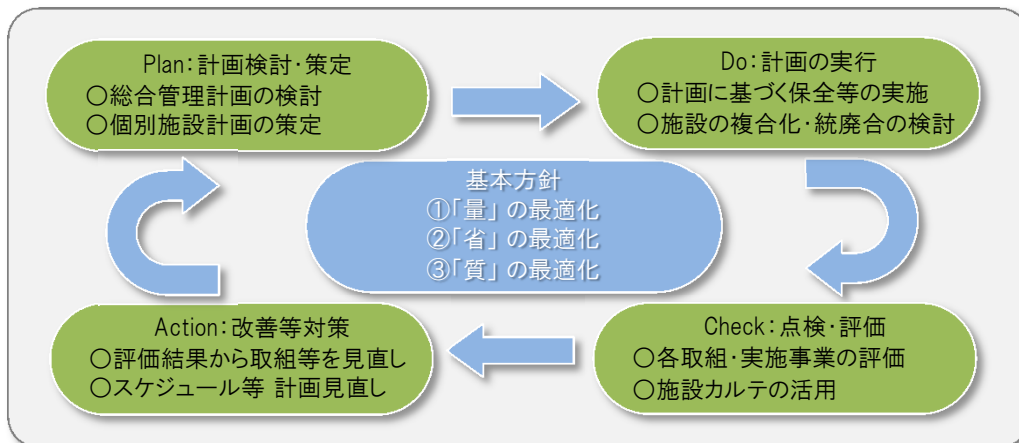 Plan：計画検討・策定
○総合管理計画の検討
○個別施設計画の策定
Do：計画の実行
○計画に基づく保全等の実施
○施設の複合化・統廃合の検討
基本方針
①「量」の最適化
②「省」の最適化
③「質」の最適化
Action：改善等対策
○評価結果から取組等を見直し
○スケジュール等 計画見直し
Check：点検・評価
○各取組・実施事業の評価
○施設カルテの活用